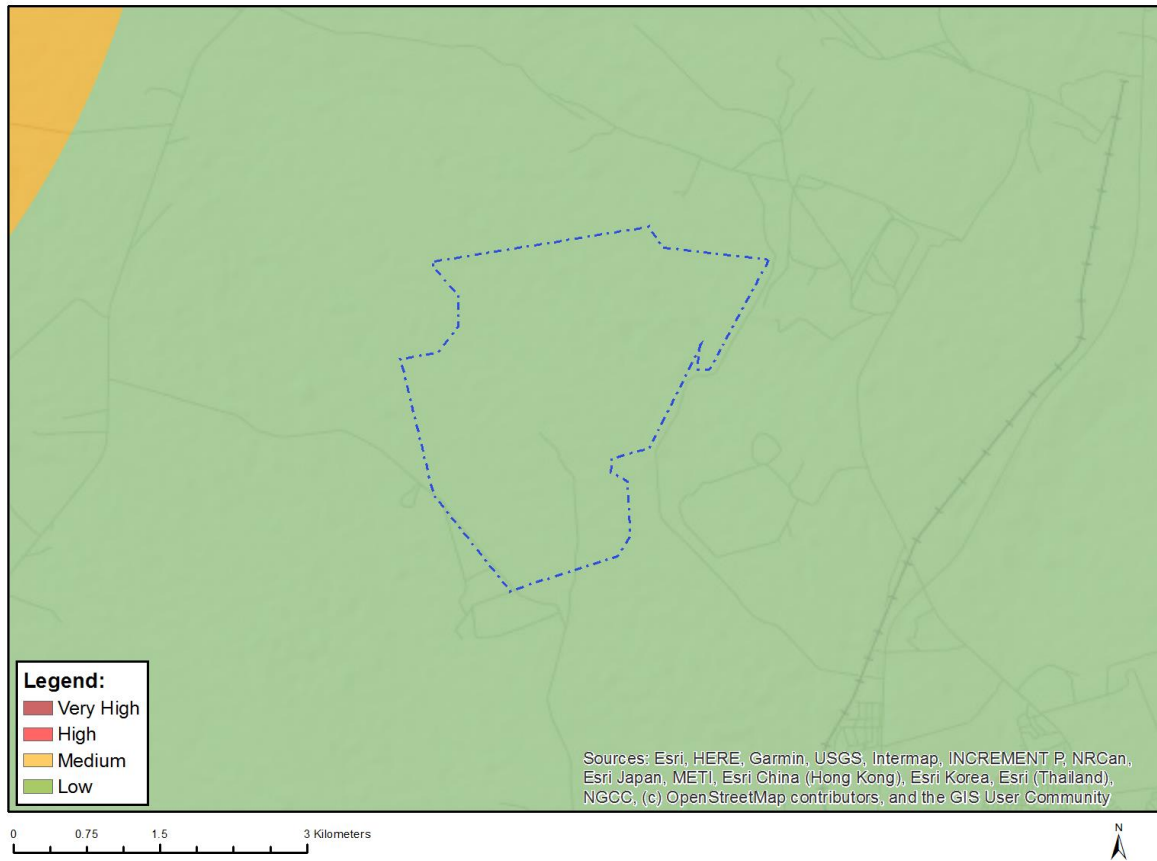 Legend:
Very High
High
Medium
Low
Sources: Esri, HERE, Garmin, USGS, Intermap, INCREMENT P, NRCan,
Esri Japan, METI, Esri China (Hong Kong), Esri Korea, Esri (Thailand),
NGCC, (c) OpenStreetMap contributors, and the GIS User Community
0 0.75 1.5 3 Kilometers
N